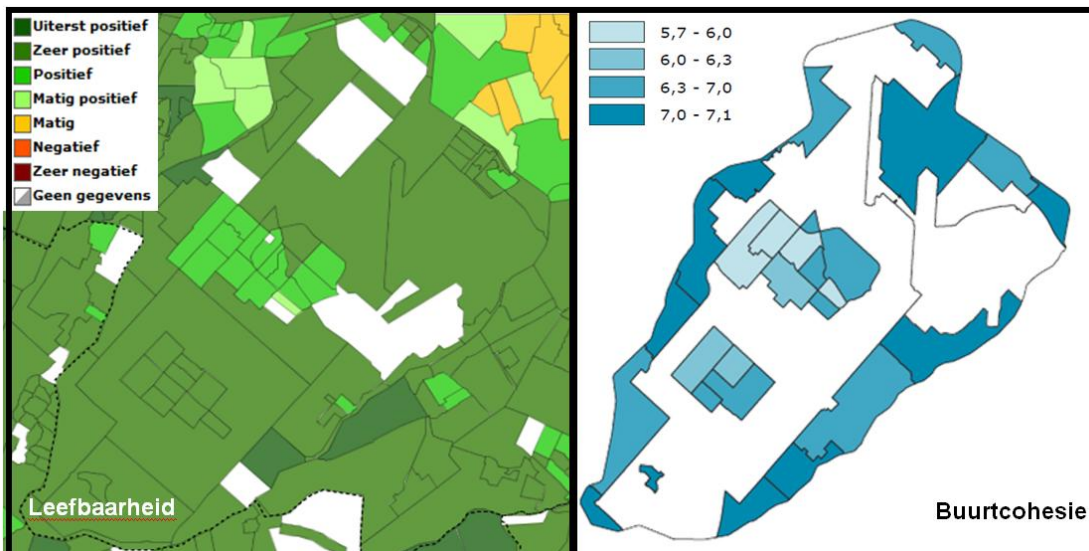 Uiterst positief
Zeer positief
Positief
Matig positief
Matig
Negatief
Zeer negatief
Geen gegevens
Leefbaarheid
5,7 - 6,0
6,0 - 6,3
6,3 - 7,0
7,0 - 7,1
Buurtcohesie